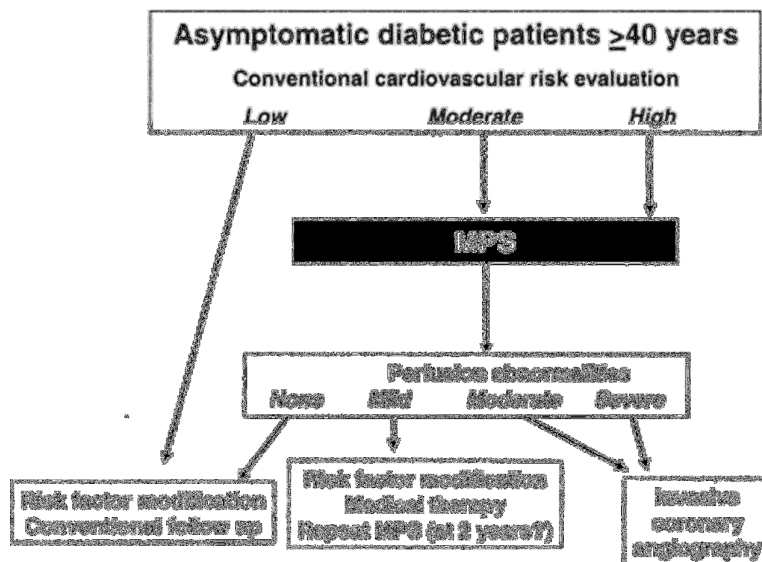 Asymptomatic diabetic patients ≥40 years
Conventional cardiovascular risk evaluation
Low Moderate High
MPS
Perfusion abnormalities
None Mild Moderate Severe
Risk factor modification
Conventional follow up
Risk factor modification
Medical therapy
Repeat MPS (at 2 years?)
Invasive
coronary
angiography